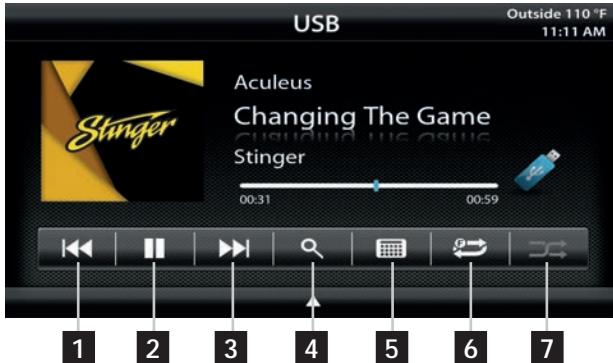 USB
Outside 110 °F
11:11 AM
Stinger
Aculeus
Changing The Game
Stinger
00:31 00:59
1 2 3 4 5 6 7